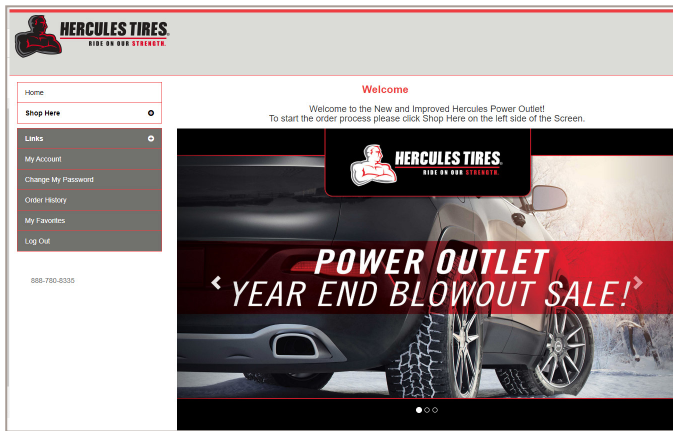 HERCULES TIRES®
RIDE ON OUR STRENGTH.
Home
Shop Here
Links
My Account
Change My Password
Order History
My Favorites
Log Out
888-780-8335
Welcome
Welcome to the New and Improved Hercules Power Outlet!
To start the order process please click Shop Here on the left side of the Screen.
HERCULES TIRES®
RIDE ON OUR STRENGTH.
POWER OUTLET
YEAR END BLOWOUT SALE!